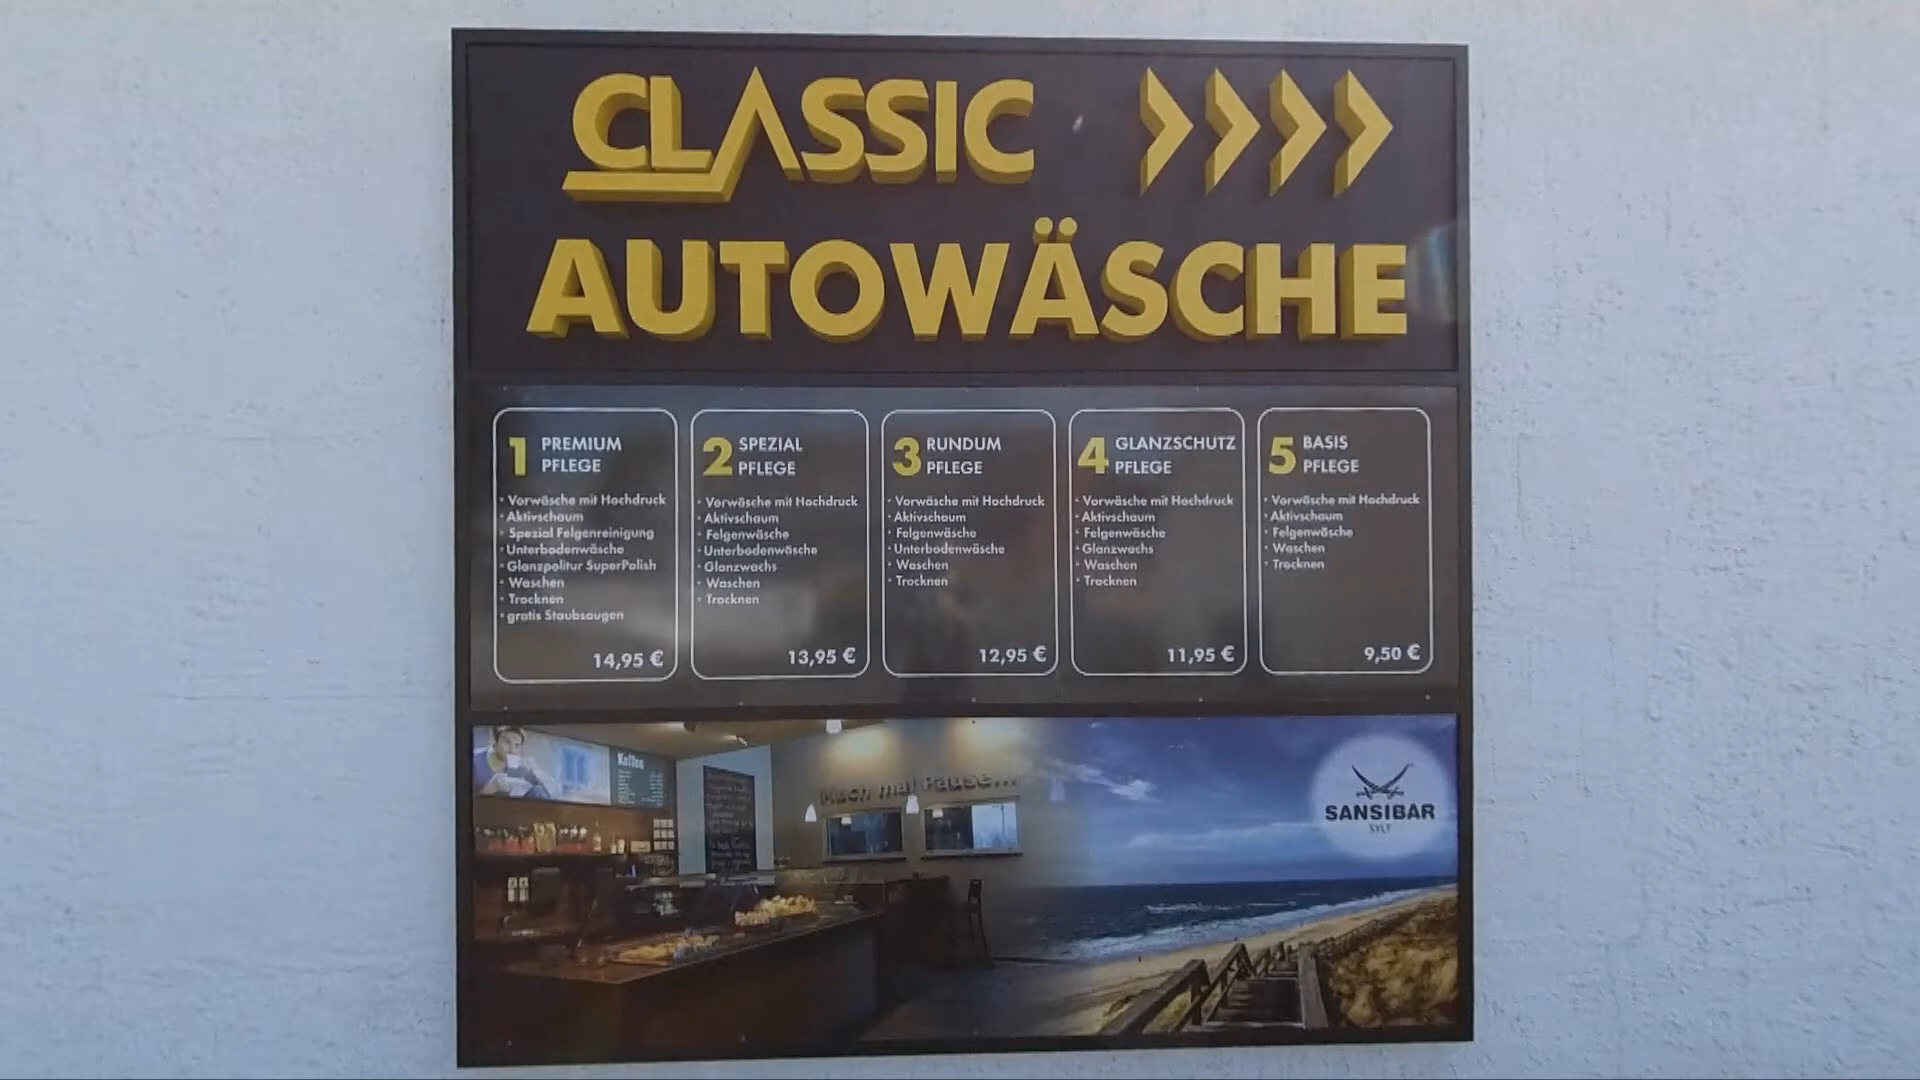 CLASSIC
AUTOWÄSCHE
1 PREMIUM
PFLEGE
• Vorwäsche mit Hochdruck
• Aktivschaum
• Spezial Felgenreinigung
• Unterbodenwäsche
• Glanzpolitur SuperPolish
• Waschen
• Trocknen
• gratis Staubsaugen
14,95 €
2 SPEZIAL
PFLEGE
• Vorwäsche mit Hochdruck
• Aktivschaum
• Felgenwäsche
• Unterbodenwäsche
• Glanzwachs
• Waschen
• Trocknen
13,95 €
3 RUNDUM
PFLEGE
• Vorwäsche mit Hochdruck
• Aktivschaum
• Felgenwäsche
• Unterbodenwäsche
• Waschen
• Trocknen
12,95 €
4 GLANZSCHUTZ
PFLEGE
• Vorwäsche mit Hochdruck
• Aktivschaum
• Felgenwäsche
• Glanzwachs
• Waschen
• Trocknen
11,95 €
5 BASIS
PFLEGE
• Vorwäsche mit Hochdruck
• Aktivschaum
• Felgenwäsche
• Waschen
• Trocknen
9,50 €
Kaffee
Mach mal Pause...
SANSIBAR
SYLT